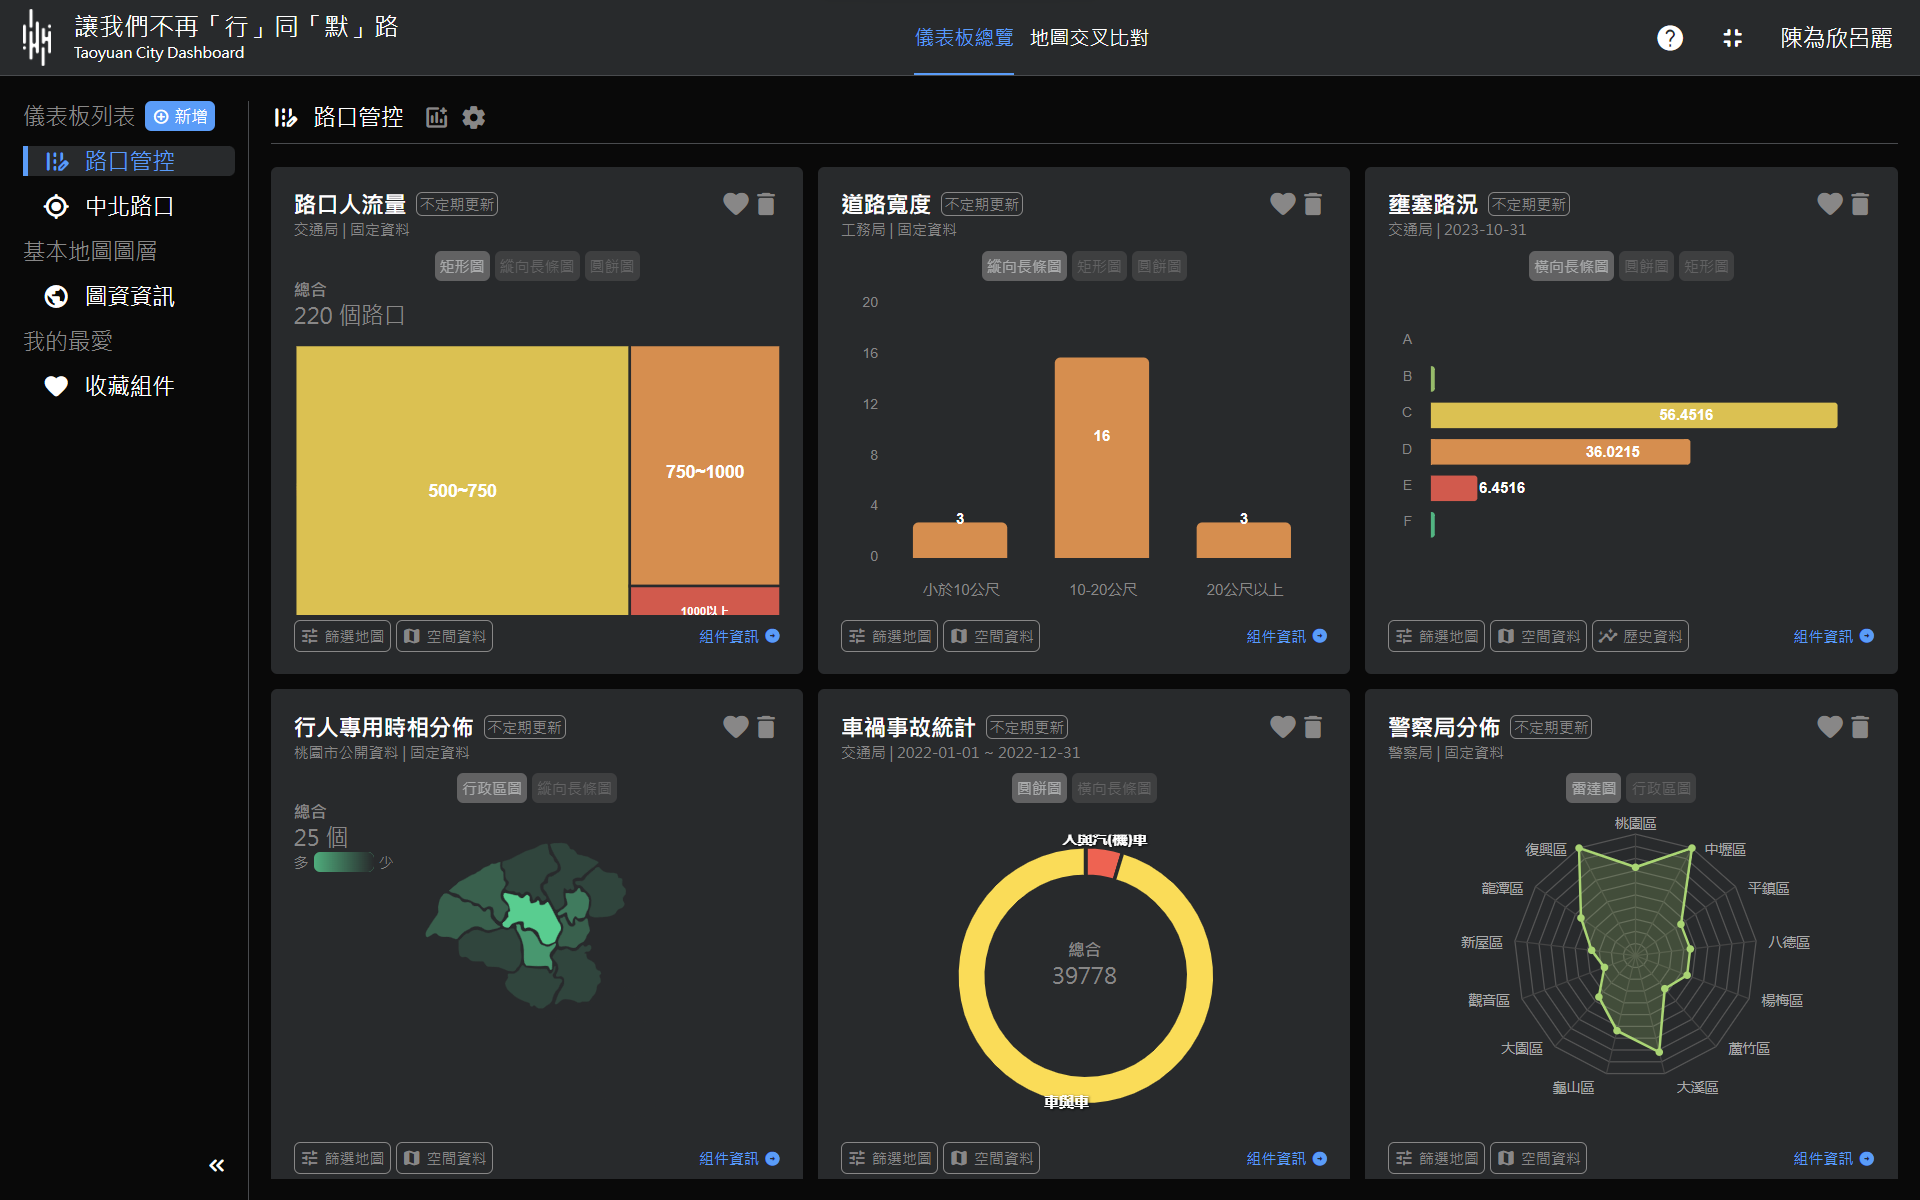 讓我們不再「行」同「默」路
Taoyuan City Dashboard
儀表板總覽 地圖交叉比對
陳為欣呂麗
儀表板列表 新增
路口管控
中北路口
基本地圖圖層
圖資資訊
我的最愛
收藏組件
路口管控
路口人流量 不定期更新
交通局 | 固定資料
矩形圖 縱向長條圖 圓餅圖
總合
220 個路口
500~750
750~1000
1000以上
篩選地圖 空間資料 組件資訊
道路寬度 不定期更新
工務局 | 固定資料
縱向長條圖 矩形圖 圓餅圖
20
16
12
8
4
0
3
16
3
小於10公尺 10-20公尺 20公尺以上
篩選地圖 空間資料 組件資訊
壅塞路況 不定期更新
交通局 | 2023-10-31
橫向長條圖 圓餅圖 矩形圖
A
B
C 56.4516
D 36.0215
E 6.4516
F
篩選地圖 空間資料 歷史資料 組件資訊
行人專用時相分佈 不定期更新
桃園市公開資料 | 固定資料
行政區圖 縱向長條圖
總合
25 個
多 少
篩選地圖 空間資料 組件資訊
車禍事故統計 不定期更新
交通局 | 2022-01-01 ~ 2022-12-31
圓餅圖 橫向長條圖
人與汽(機)車
總合
39778
車與車
篩選地圖 空間資料 組件資訊
警察局分佈 不定期更新
警察局 | 固定資料
雷達圖 行政區圖
桃園區
中壢區
平鎮區
八德區
楊梅區
蘆竹區
大溪區
龜山區
大園區
觀音區
新屋區
龍潭區
復興區
篩選地圖 空間資料 組件資訊